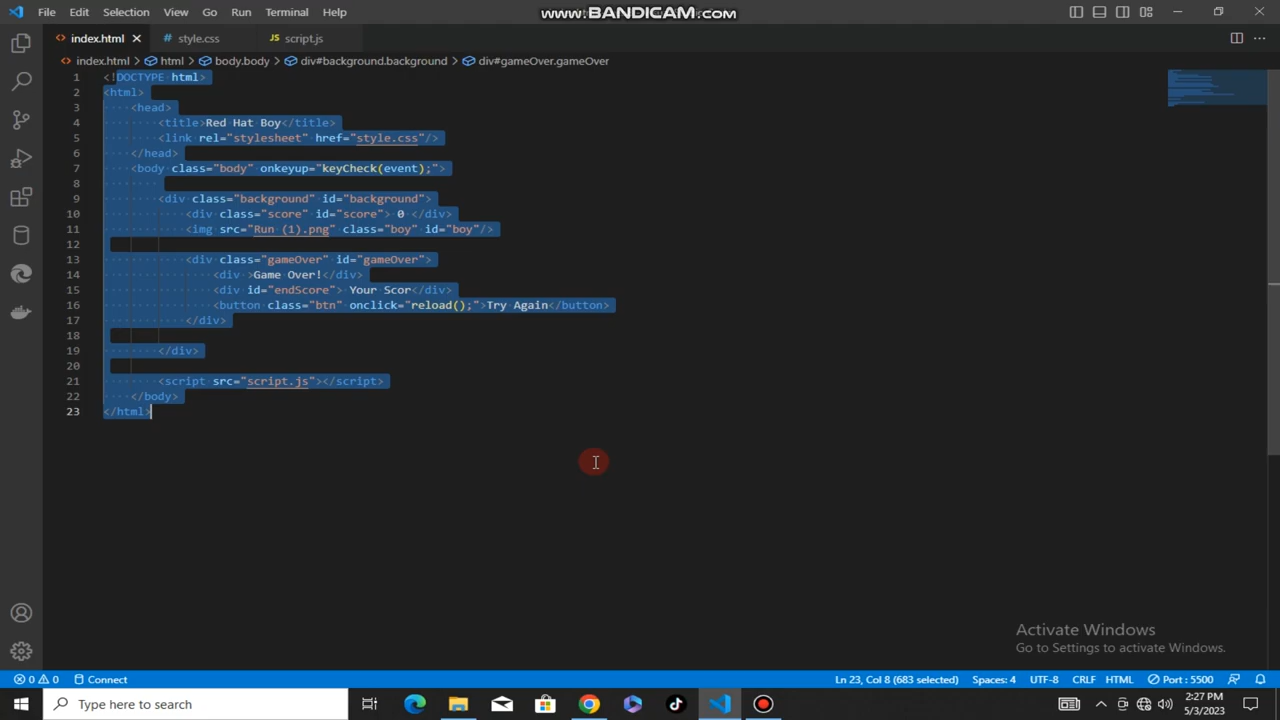 File Edit Selection View Go Run Terminal Help
www.BANDICAM.com
index.html style.css JS script.js
index.html > html > body.body > div#background.background > div#gameOver.gameOver
1 <!DOCTYPE html>
2 <html>
3 <head>
4 <title>Red Hat Boy</title>
5 <link rel="stylesheet" href="style.css"/>
6 </head>
7 <body class="body" onkeyup="keyCheck(event);">
8
9 <div class="background" id="background">
10 <div class="score" id="score"> 0 </div>
11 <img src="Run (1).png" class="boy" id="boy"/>
12
13 <div class="gameOver" id="gameOver">
14 <div >Game Over!</div>
15 <div id="endScore"> Your Scor</div>
16 <button class="btn" onclick="reload();">Try Again</button>
17 </div>
18
19 </div>
20
21 <script src="script.js"></script>
22 </body>
23 </html>
Activate Windows
Go to Settings to activate Windows.
0 0 Connect Ln 23, Col 8 (683 selected) Spaces: 4 UTF-8 CRLF HTML Port : 5500
Type here to search
2:27 PM
5/3/2023